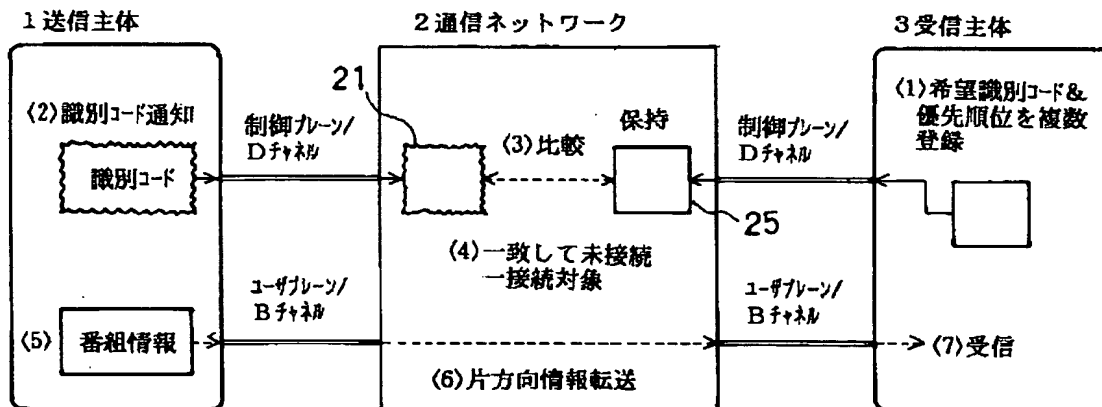 1送信主体
2通信ネットワーク
3受信主体
⟨2⟩識別コード通知
識別コード
制御プレーン/
Dチャネル
21
⟨3⟩比較
保持
25
制御プレーン/
Dチャネル
⟨1⟩希望識別コード&
優先順位を複数
登録
⟨4⟩一致して未接続
―接続対象
⟨5⟩
番組情報
ユーザプレーン/
Bチャネル
⟨6⟩片方向情報転送
ユーザプレーン/
Bチャネル
⟨7⟩受信